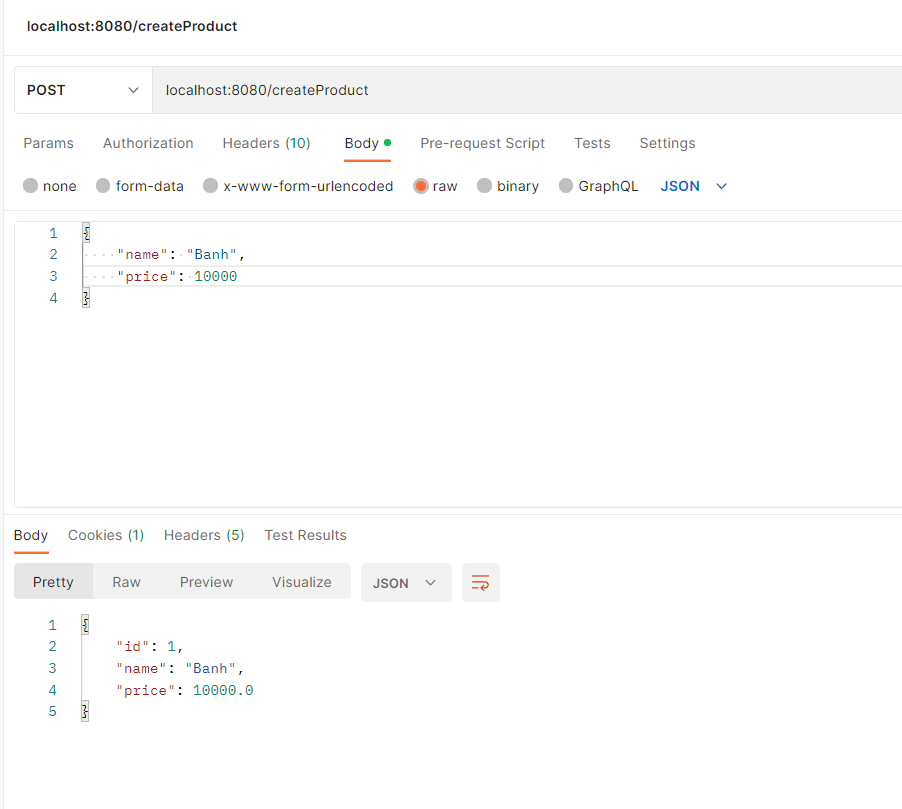 localhost:8080/createProduct
POST localhost:8080/createProduct
Params Authorization Headers (10) Body Pre-request Script Tests Settings
none form-data x-www-form-urlencoded raw binary GraphQL JSON
1 {
2 "name": "Banh",
3 "price": 10000
4 }
Body Cookies (1) Headers (5) Test Results
Pretty Raw Preview Visualize JSON
1 {
2 "id": 1,
3 "name": "Banh",
4 "price": 10000.0
5 }